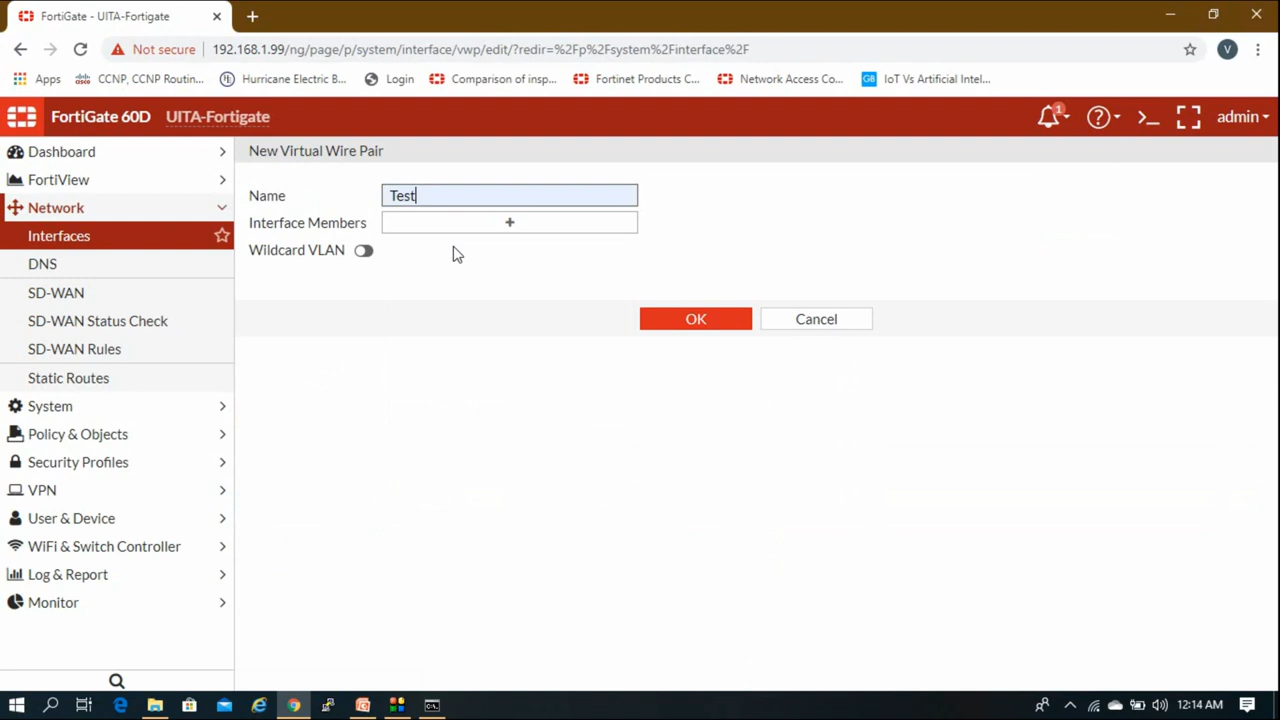 FortiGate - UITA-Fortigate
Not secure 192.168.1.99/ng/page/p/system/interface/vwp/edit/?redir=%2Fp%2Fsystem%2Finterface%2F
V
Apps CCNP, CCNP Routin... Hurricane Electric B... Login Comparison of insp... Fortinet Products C... Network Access Co... GB IoT Vs Artificial Intel...
FortiGate 60D UITA-Fortigate 1 admin
Dashboard
FortiView
Network
Interfaces
DNS
SD-WAN
SD-WAN Status Check
SD-WAN Rules
Static Routes
System
Policy & Objects
Security Profiles
VPN
User & Device
WiFi & Switch Controller
Log & Report
Monitor
New Virtual Wire Pair
Name Test
Interface Members +
Wildcard VLAN
OK Cancel
12:14 AM